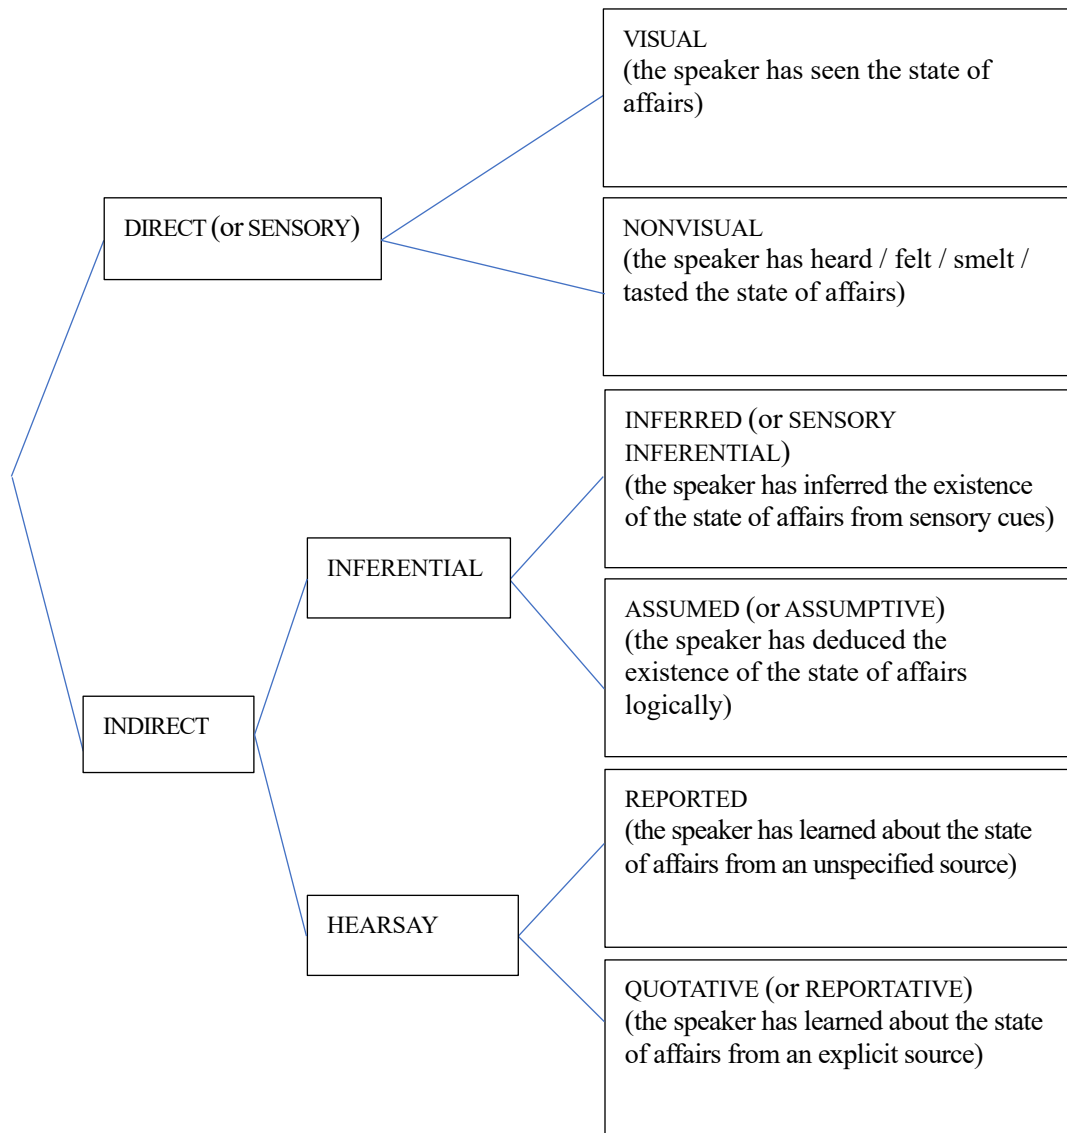 VISUAL
(the speaker has seen the state of
affairs)
DIRECT (or SENSORY)
NONVISUAL
(the speaker has heard / felt / smelt /
tasted the state of affairs)
INFERRED (or SENSORY
INFERENTIAL)
(the speaker has inferred the existence
of the state of affairs from sensory cues)
INFERENTIAL
ASSUMED (or ASSUMPTIVE)
(the speaker has deduced the
existence of the state of affairs
logically)
INDIRECT
REPORTED
(the speaker has learned about the state
of affairs from an unspecified source)
HEARSAY
QUOTATIVE (or REPORTATIVE)
(the speaker has learned about the state
of affairs from an explicit source)